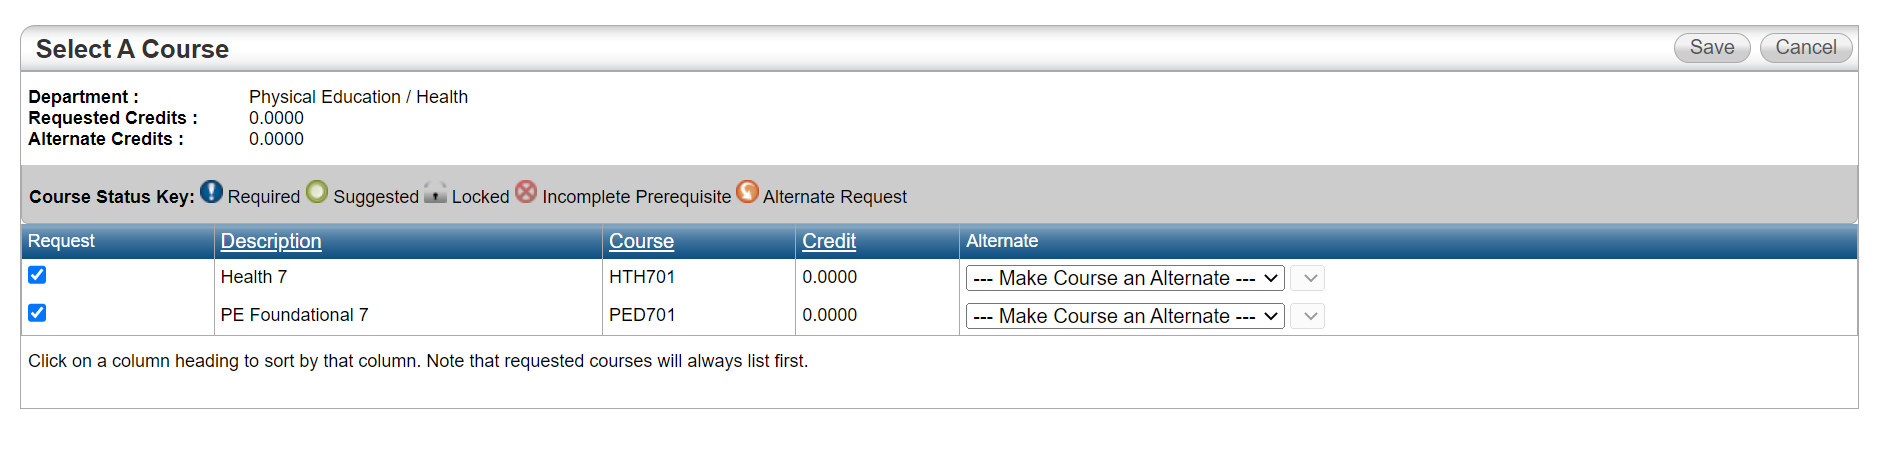 Select A Course
Save Cancel
Department : Physical Education / Health
Requested Credits : 0.0000
Alternate Credits : 0.0000
Course Status Key: Required Suggested Locked Incomplete Prerequisite Alternate Request
Request Description Course Credit Alternate
Health 7 HTH701 0.0000 --- Make Course an Alternate ---
PE Foundational 7 PED701 0.0000 --- Make Course an Alternate ---
Click on a column heading to sort by that column. Note that requested courses will always list first.